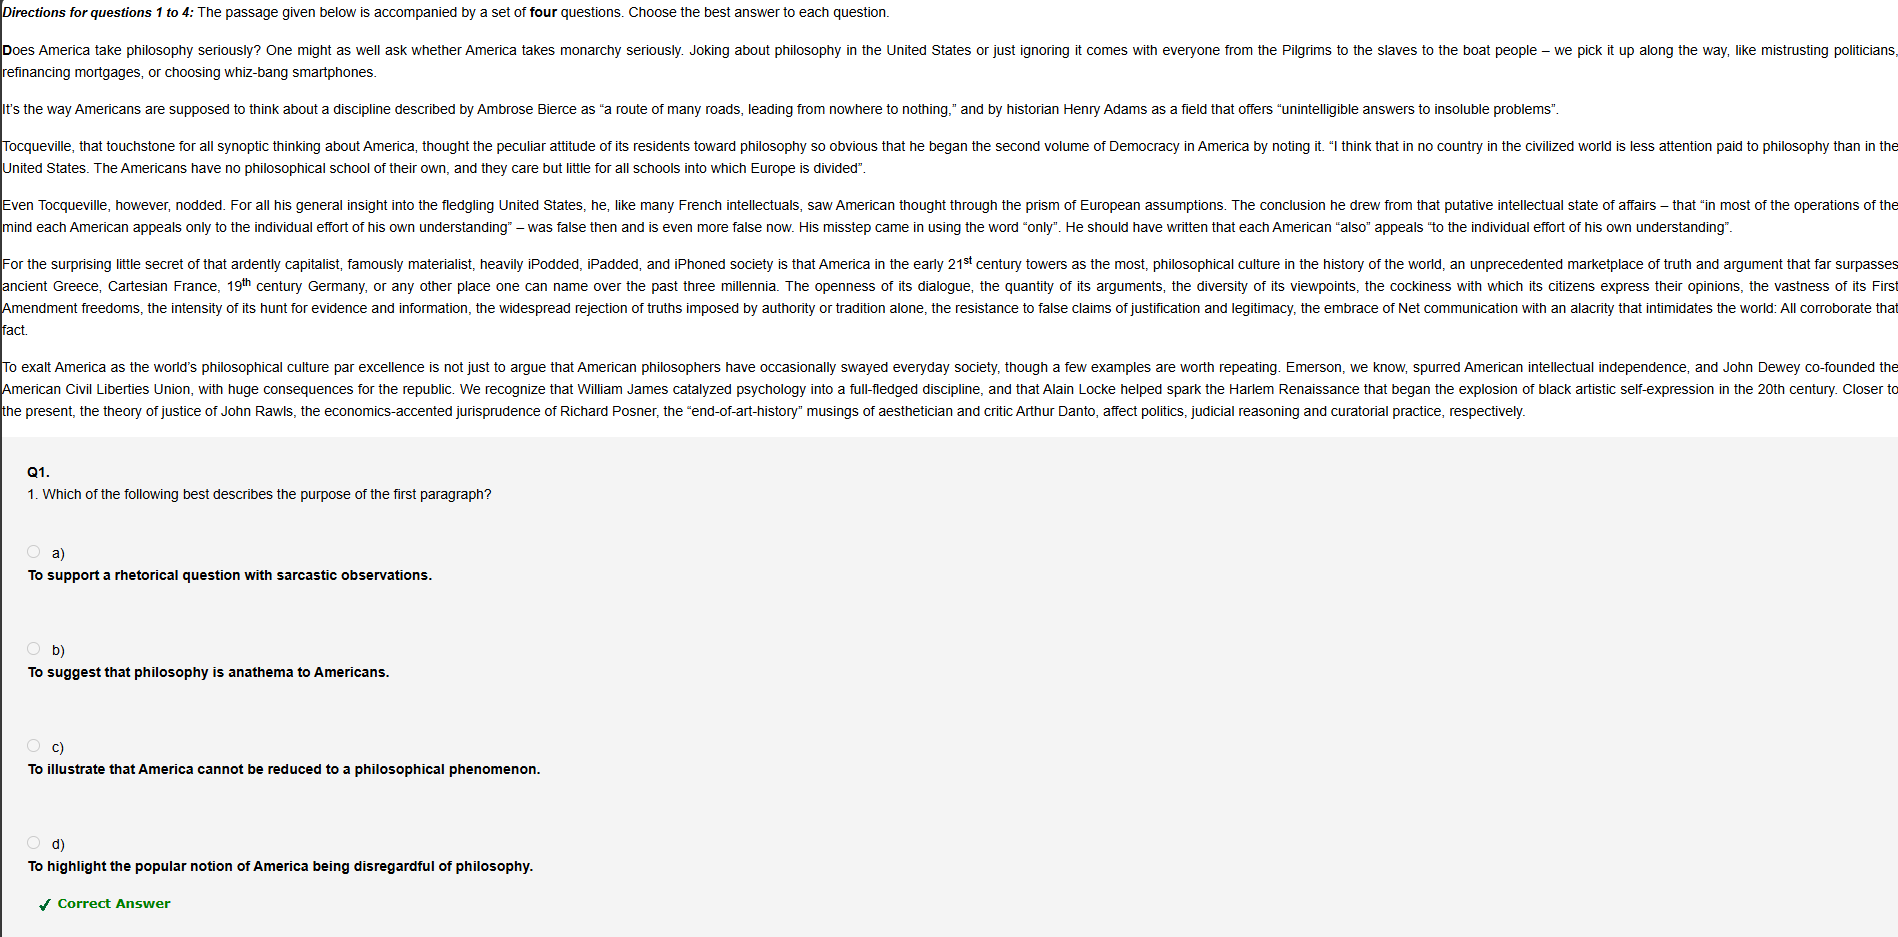 Directions for questions 1 to 4: The passage given below is accompanied by a set of four questions. Choose the best answer to each question.
Does America take philosophy seriously? One might as well ask whether America takes monarchy seriously. Joking about philosophy in the United States or just ignoring it comes with everyone from the Pilgrims to the slaves to the boat people – we pick it up along the way, like mistrusting politicians,
refinancing mortgages, or choosing whiz-bang smartphones.
It's the way Americans are supposed to think about a discipline described by Ambrose Bierce as “a route of many roads, leading from nowhere to nothing,” and by historian Henry Adams as a field that offers “unintelligible answers to insoluble problems”.
Tocqueville, that touchstone for all synoptic thinking about America, thought the peculiar attitude of its residents toward philosophy so obvious that he began the second volume of Democracy in America by noting it. “I think that in no country in the civilized world is less attention paid to philosophy than in the
United States. The Americans have no philosophical school of their own, and they care but little for all schools into which Europe is divided”.
Even Tocqueville, however, nodded. For all his general insight into the fledgling United States, he, like many French intellectuals, saw American thought through the prism of European assumptions. The conclusion he drew from that putative intellectual state of affairs – that “in most of the operations of the
mind each American appeals only to the individual effort of his own understanding” – was false then and is even more false now. His misstep came in using the word “only”. He should have written that each American “also” appeals “to the individual effort of his own understanding”.
For the surprising little secret of that ardently capitalist, famously materialist, heavily iPodded, iPadded, and iPhoned society is that America in the early 21st century towers as the most, philosophical culture in the history of the world, an unprecedented marketplace of truth and argument that far surpasses
ancient Greece, Cartesian France, 19th century Germany, or any other place one can name over the past three millennia. The openness of its dialogue, the quantity of its arguments, the diversity of its viewpoints, the cockiness with which its citizens express their opinions, the vastness of its First
Amendment freedoms, the intensity of its hunt for evidence and information, the widespread rejection of truths imposed by authority or tradition alone, the resistance to false claims of justification and legitimacy, the embrace of Net communication with an alacrity that intimidates the world: All corroborate that
fact.
To exalt America as the world's philosophical culture par excellence is not just to argue that American philosophers have occasionally swayed everyday society, though a few examples are worth repeating. Emerson, we know, spurred American intellectual independence, and John Dewey co-founded the
American Civil Liberties Union, with huge consequences for the republic. We recognize that William James catalyzed psychology into a full-fledged discipline, and that Alain Locke helped spark the Harlem Renaissance that began the explosion of black artistic self-expression in the 20th century. Closer to
the present, the theory of justice of John Rawls, the economics-accented jurisprudence of Richard Posner, the “end-of-art-history” musings of aesthetician and critic Arthur Danto, affect politics, judicial reasoning and curatorial practice, respectively.
Q1.
1. Which of the following best describes the purpose of the first paragraph?
a)
To support a rhetorical question with sarcastic observations.
b)
To suggest that philosophy is anathema to Americans.
c)
To illustrate that America cannot be reduced to a philosophical phenomenon.
d)
To highlight the popular notion of America being disregardful of philosophy.
✓ Correct Answer